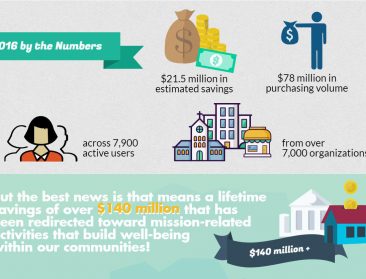 2016 by the Numbers
$21.5 million in
estimated savings
$78 million in
purchasing volume
across 7,900
active users
from over
7,000 organizations
ut the best news is that means a lifetime
avings of over $140 million that has
een redirected toward mission-related
ctivities that build well-being
ithin our communities!
$140 million +